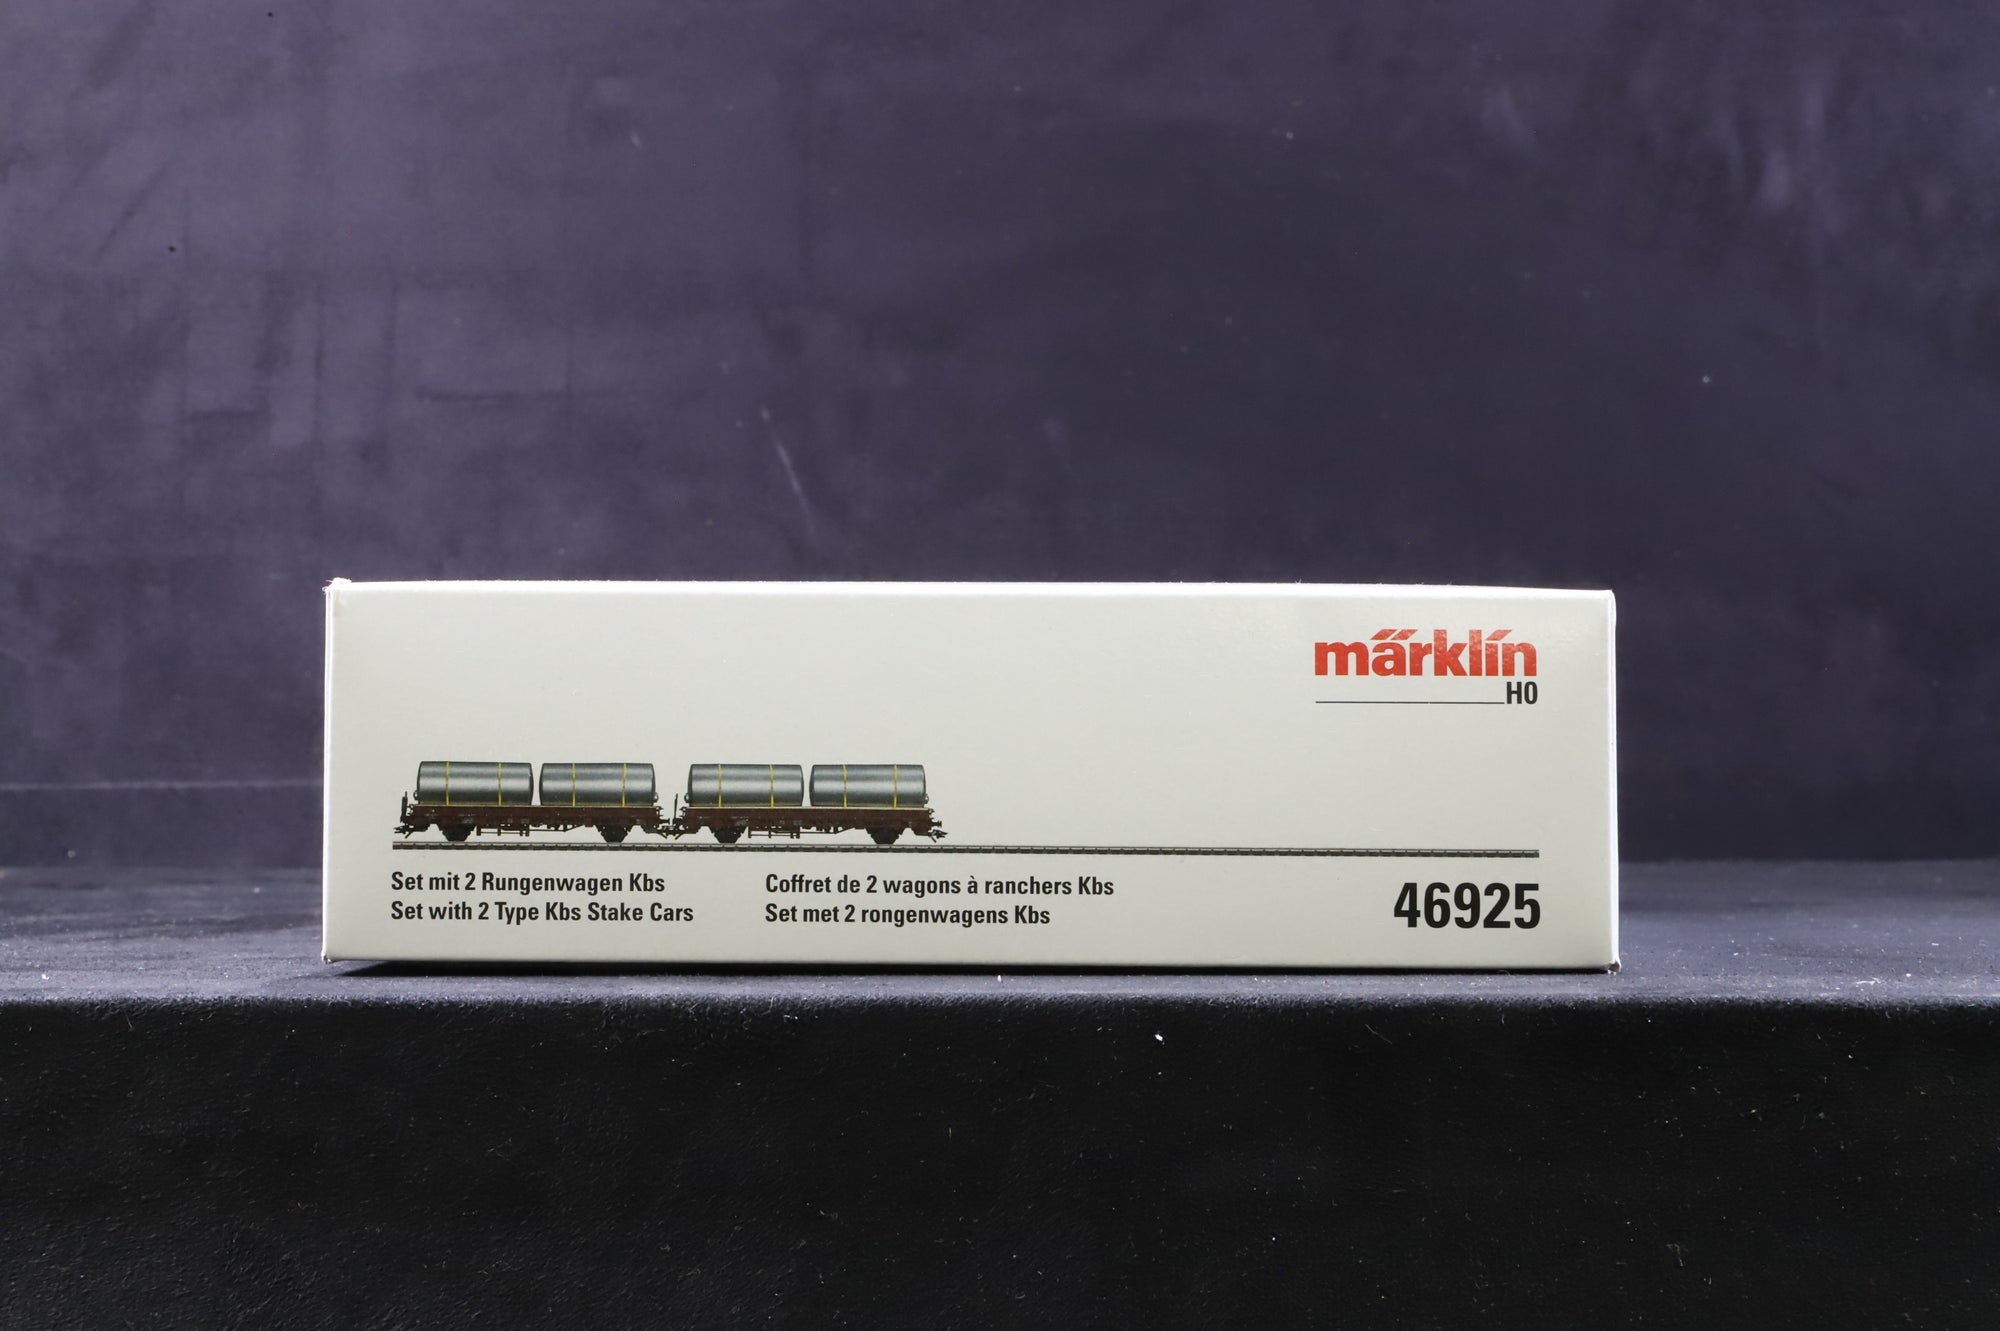 märklin
H0
Set mit 2 Rungenwagen Kbs
Set with 2 Type Kbs Stake Cars
Coffret de 2 wagons à ranchers Kbs
Set met 2 rongenwagens Kbs
46925